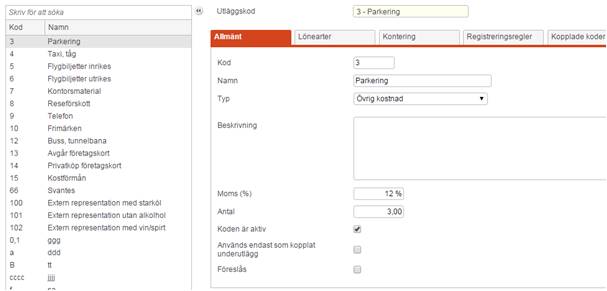 Skriv för att söka
Kod Namn
3 Parkering
4 Taxi, tåg
5 Flygbiljetter inrikes
6 Flygbiljetter utrikes
7 Kontorsmaterial
8 Reseförskott
9 Telefon
10 Frimärken
12 Buss, tunnelbana
13 Avgår företagskort
14 Privatköp företagskort
15 Kostförmån
66 Svantes
100 Extern representation med starköl
101 Extern representation utan alkohol
102 Extern representation med vin/spirt
0,1 ggg
a ddd
B tt
cccc jjjj
Utläggskod 3 - Parkering
Allmänt Lönearter Kontering Registreringsregler Kopplade koder
Kod 3
Namn Parkering
Typ Övrig kostnad
Beskrivning
Moms (%) 12 %
Antal 3,00
Koden är aktiv
Används endast som kopplat
underutlägg
Föreslås